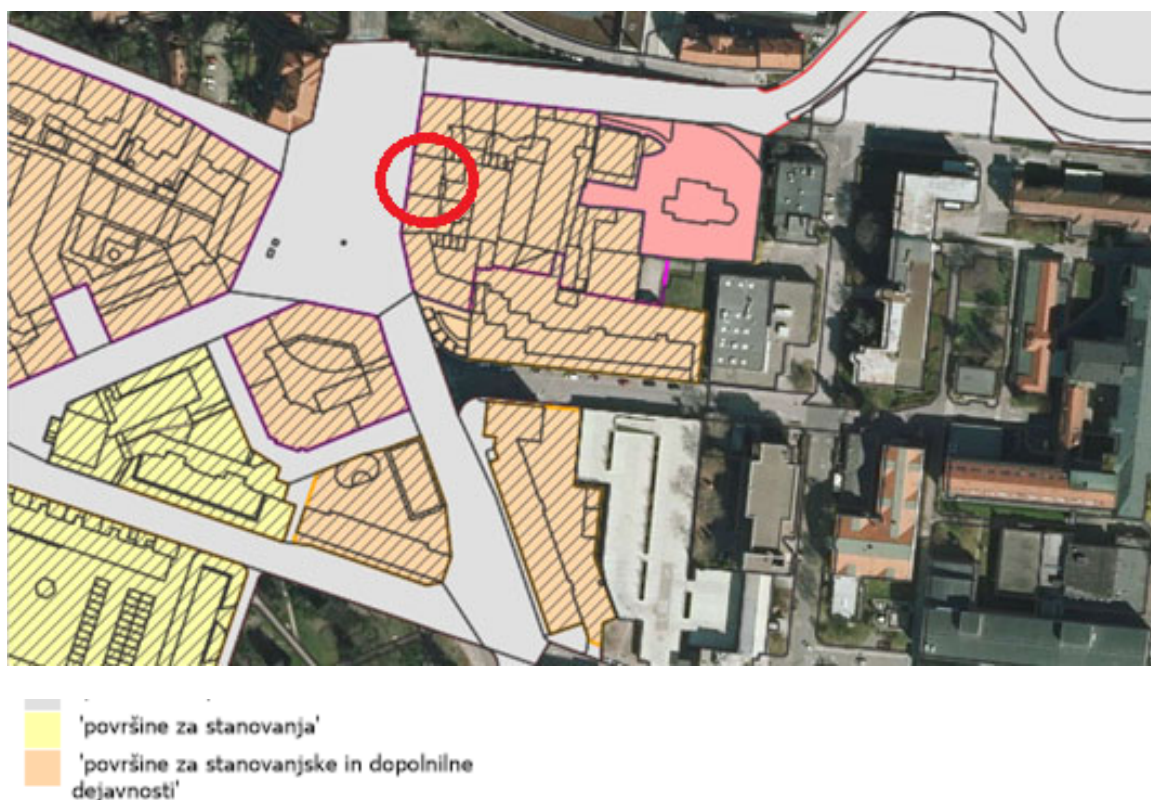 'površine za stanovanja'
'površine za stanovanjske in dopolnilne
dejavnosti'